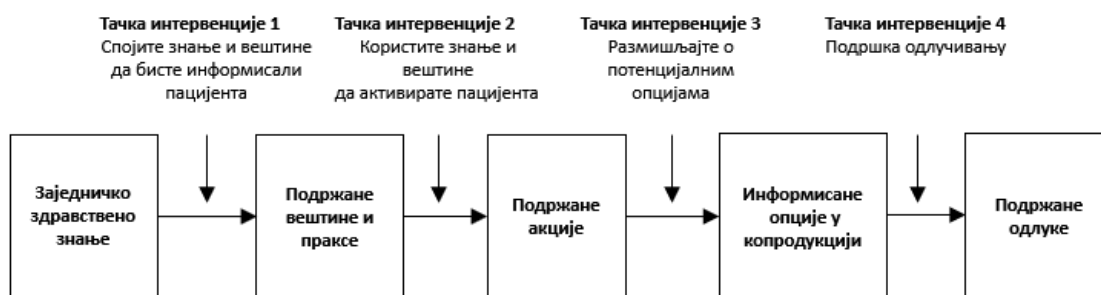 Тачка интервенције 1
Спојите знање и вештине
да бисте информисали
пацијента
Тачка интервенције 2
Користите знање и
вештине
да активирате пацијента
Тачка интервенције 3
Размишљајте о
потенцијалним
опцијама
Тачка интервенције 4
Подршка одлучивању
Заједничко
здравствено
знање
Подржане
вештине и
праксе
Подржане
акције
Информисане
опције у
копродукцији
Подржане
одлуке